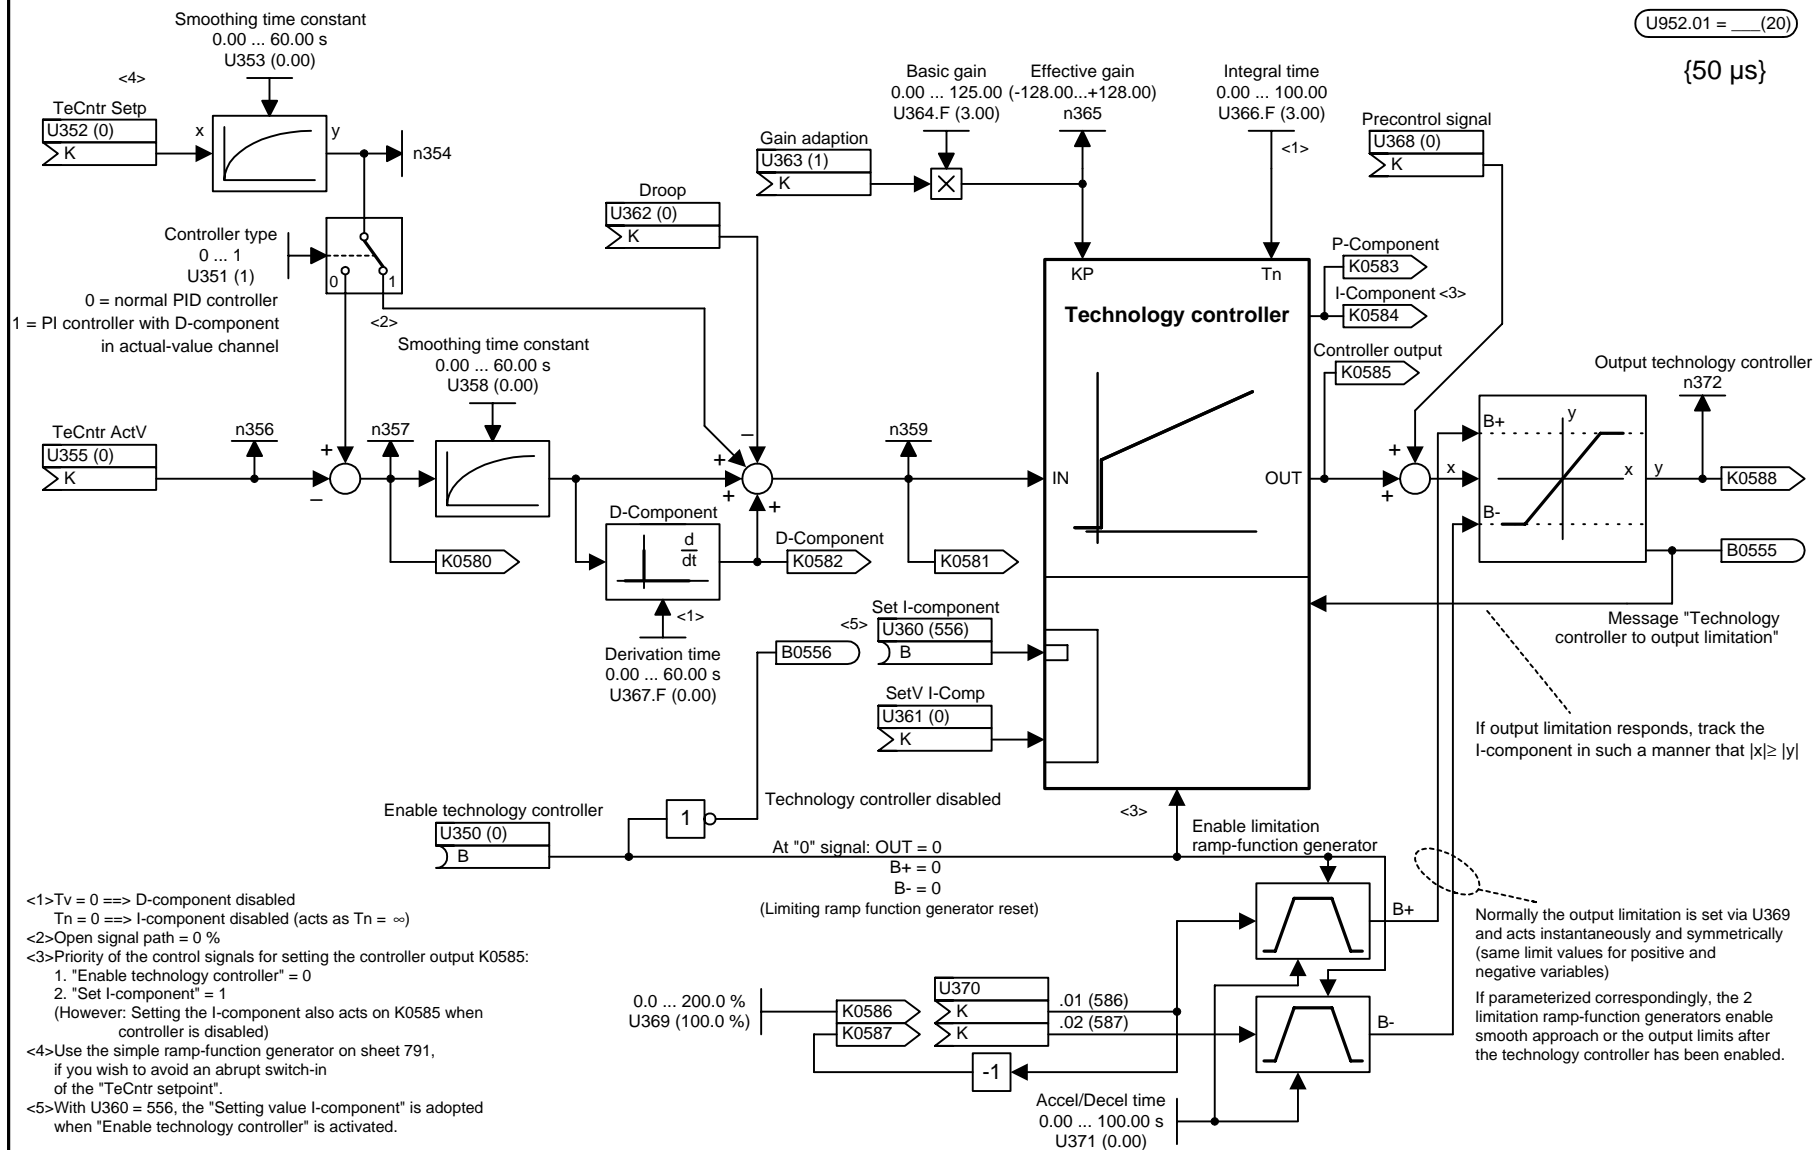 U952.01 = ___(20)
{50 µs}
Smoothing time constant
0.00 ... 60.00 s
U353 (0.00)
<4>
TeCntr Setp
U352 (0)
K
x
y
n354
Controller type
0 ... 1
U351 (1)
0
1
0 = normal PID controller
1 = PI controller with D-component
in actual-value channel
<2>
Smoothing time constant
0.00 ... 60.00 s
U358 (0.00)
TeCntr ActV
U355 (0)
K
n356
+
–
n357
K0580
Droop
U362 (0)
K
–
+
+
+
D-Component
d
dt
D-Component
K0582
<1>
Derivation time
0.00 ... 60.00 s
U367.F (0.00)
Gain adaption
U363 (1)
K
Basic gain
0.00 ... 125.00
U364.F (3.00)
Effective gain
(-128.00...+128.00)
n365
Integral time
0.00 ... 100.00
U366.F (3.00)
<1>
Precontrol signal
U368 (0)
K
n359
K0581
KP
Tn
Technology controller
IN
OUT
P-Component
K0583
I-Component <3>
K0584
Controller output
K0585
+
+
x
B+
B-
y
x
y
Output technology controller
n372
K0588
B0555
Message "Technology
controller to output limitation"
If output limitation responds, track the
I-component in such a manner that |x|≥ |y|
B0556
<5>
Set I-component
U360 (556)
B
SetV I-Comp
U361 (0)
K
Enable technology controller
U350 (0)
B
1
Technology controller disabled
<3>
At "0" signal: OUT = 0
B+ = 0
B- = 0
(Limiting ramp function generator reset)
Enable limitation
ramp-function generator
B+
B-
0.0 ... 200.0 %
U369 (100.0 %)
K0586
K0587
U370
K
K
.01 (586)
.02 (587)
-1
Accel/Decel time
0.00 ... 100.00 s
U371 (0.00)
Normally the output limitation is set via U369
and acts instantaneously and symmetrically
(same limit values for positive and
negative variables)
If parameterized correspondingly, the 2
limitation ramp-function generators enable
smooth approach or the output limits after
the technology controller has been enabled.
<1>Tv = 0 ==> D-component disabled
Tn = 0 ==> I-component disabled (acts as Tn = ∞)
<2>Open signal path = 0 %
<3>Priority of the control signals for setting the controller output K0585:
1. "Enable technology controller" = 0
2. "Set I-component" = 1
(However: Setting the I-component also acts on K0585 when
controller is disabled)
<4>Use the simple ramp-function generator on sheet 791,
if you wish to avoid an abrupt switch-in
of the "TeCntr setpoint".
<5>With U360 = 556, the "Setting value I-component" is adopted
when "Enable technology controller" is activated.